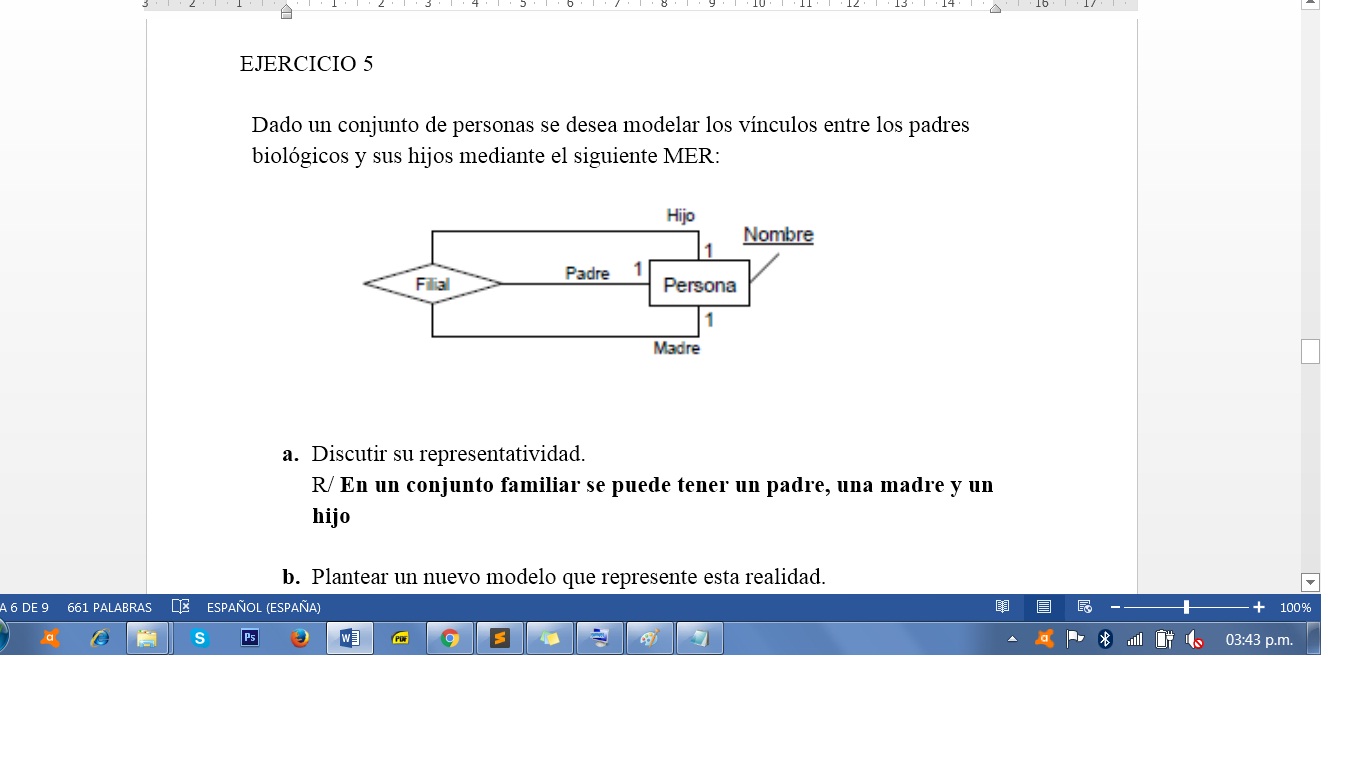 3 2 1 1 2 3 4 5 6 7 8 9 10 11 12 13 14 16 17
EJERCICIO 5
Dado un conjunto de personas se desea modelar los vínculos entre los padres
biológicos y sus hijos mediante el siguiente MER:
Hijo
1
Nombre
Filial
Padre 1
Persona
1
Madre
a. Discutir su representatividad.
R/ En un conjunto familiar se puede tener un padre, una madre y un
hijo
b. Plantear un nuevo modelo que represente esta realidad.
A 6 DE 9 661 PALABRAS ESPAÑOL (ESPAÑA) 100%
03:43 p.m.